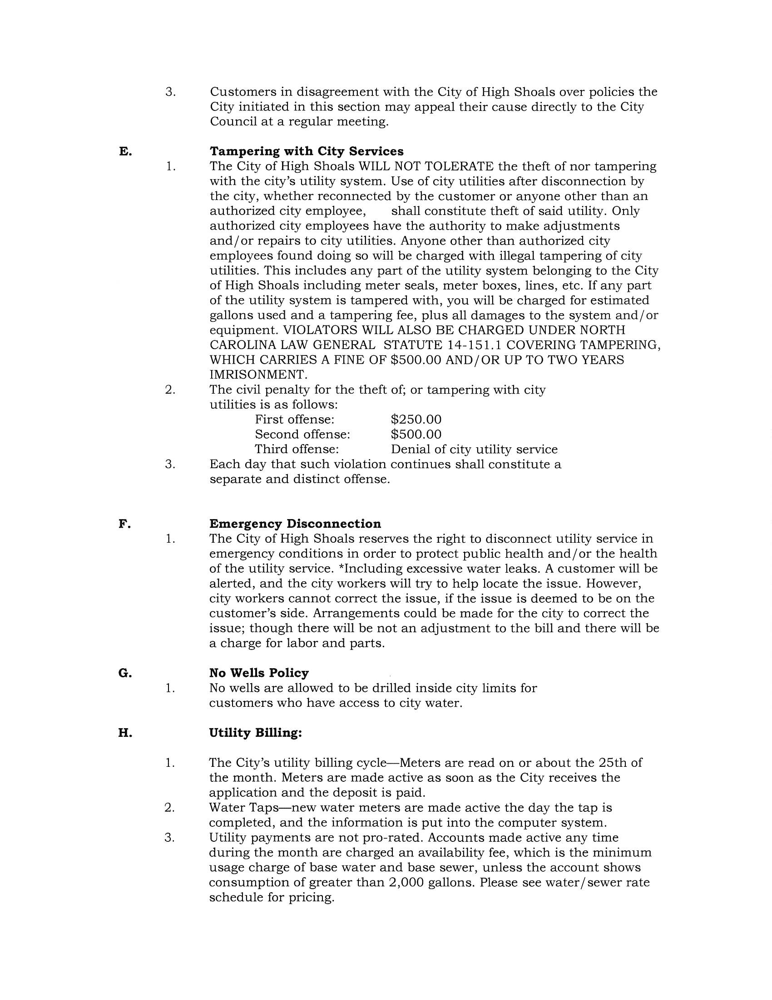 3. Customers in disagreement with the City of High Shoals over policies the
City initiated in this section may appeal their cause directly to the City
Council at a regular meeting.
E. Tampering with City Services
1. The City of High Shoals WILL NOT TOLERATE the theft of nor tampering
with the city's utility system. Use of city utilities after disconnection by
the city, whether reconnected by the customer or anyone other than an
authorized city employee, shall constitute theft of said utility. Only
authorized city employees have the authority to make adjustments
and/or repairs to city utilities. Anyone other than authorized city
employees found doing so will be charged with illegal tampering of city
utilities. This includes any part of the utility system belonging to the City
of High Shoals including meter seals, meter boxes, lines, etc. If any part
of the utility system is tampered with, you will be charged for estimated
gallons used and a tampering fee, plus all damages to the system and/or
equipment. VIOLATORS WILL ALSO BE CHARGED UNDER NORTH
CAROLINA LAW GENERAL STATUTE 14-151.1 COVERING TAMPERING,
WHICH CARRIES A FINE OF $500.00 AND/OR UP TO TWO YEARS
IMRISONMENT.
2. The civil penalty for the theft of; or tampering with city
utilities is as follows:
First offense: $250.00
Second offense: $500.00
Third offense: Denial of city utility service
3. Each day that such violation continues shall constitute a
separate and distinct offense.
F. Emergency Disconnection
1. The City of High Shoals reserves the right to disconnect utility service in
emergency conditions in order to protect public health and/or the health
of the utility service. *Including excessive water leaks. A customer will be
alerted, and the city workers will try to help locate the issue. However,
city workers cannot correct the issue, if the issue is deemed to be on the
customer's side. Arrangements could be made for the city to correct the
issue; though there will be not an adjustment to the bill and there will be
a charge for labor and parts.
G. No Wells Policy
1. No wells are allowed to be drilled inside city limits for
customers who have access to city water.
H. Utility Billing:
1. The City's utility billing cycle—Meters are read on or about the 25th of
the month. Meters are made active as soon as the City receives the
application and the deposit is paid.
2. Water Taps—new water meters are made active the day the tap is
completed, and the information is put into the computer system.
3. Utility payments are not pro-rated. Accounts made active any time
during the month are charged an availability fee, which is the minimum
usage charge of base water and base sewer, unless the account shows
consumption of greater than 2,000 gallons. Please see water/sewer rate
schedule for pricing.